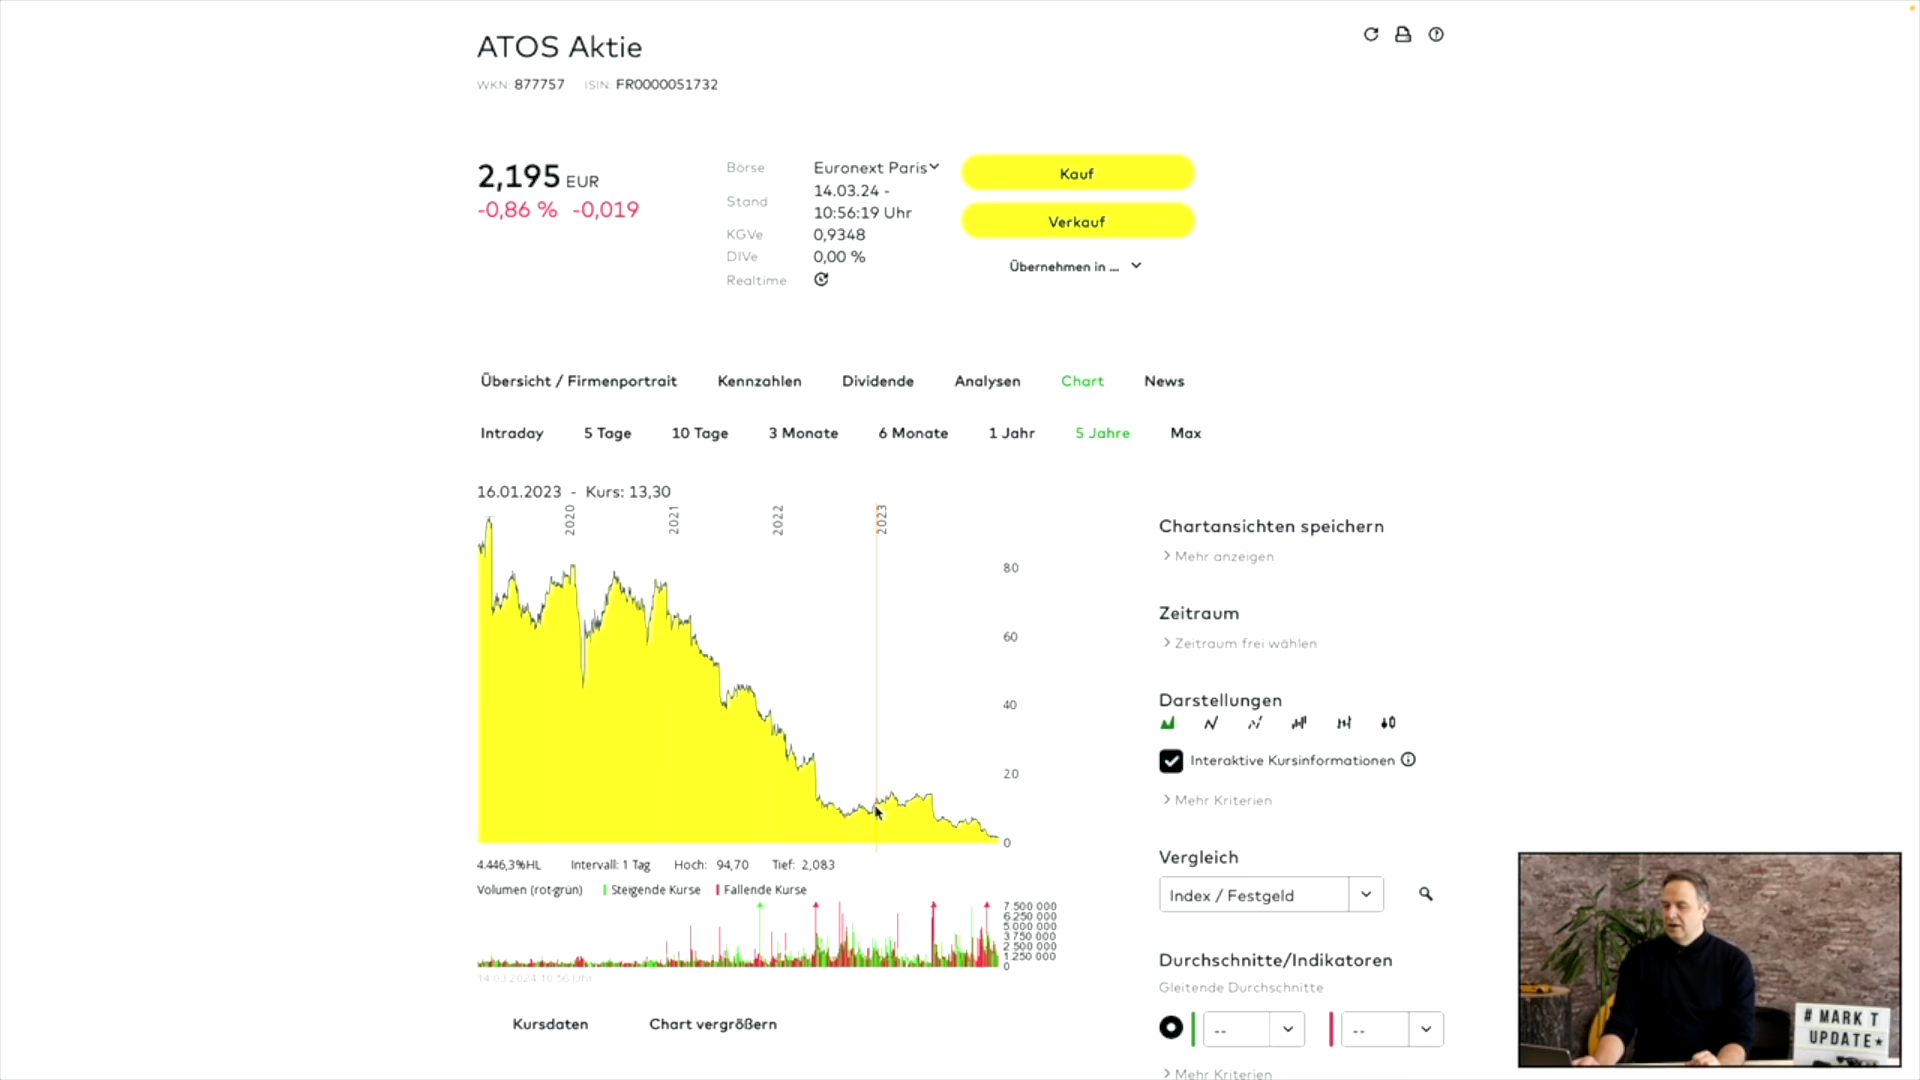 ATOS Aktie
WKN: 877757 ISIN: FR0000051732
2,195 EUR
-0,86 % -0,019
Börse Euronext Paris
Stand 14.03.24 -
10:56:19 Uhr
KGVe 0,9348
DIVe 0,00 %
Realtime
Kauf
Verkauf
Übernehmen in ...
Übersicht / Firmenportrait Kennzahlen Dividende Analysen Chart News
Intraday 5 Tage 10 Tage 3 Monate 6 Monate 1 Jahr 5 Jahre Max
16.01.2023 - Kurs: 13,30
2020 2021 2022 2023
80
60
40
20
0
4.446,3%HL Intervall: 1 Tag Hoch: 94,70 Tief: 2,083
Volumen (rot-grün) Steigende Kurse Fallende Kurse
7 500 000
6 250 000
5 000 000
3 750 000
2 500 000
1 250 000
0
14.03.2024 10:56 Uhr
Kursdaten Chart vergrößern
Chartansichten speichern
Mehr anzeigen
Zeitraum
Zeitraum frei wählen
Darstellungen
Interaktive Kursinformationen
Mehr Kriterien
Vergleich
Index / Festgeld
Durchschnitte/Indikatoren
Gleitende Durchschnitte
-- --
Mehr Kriterien
# MARKT
UPDATE★